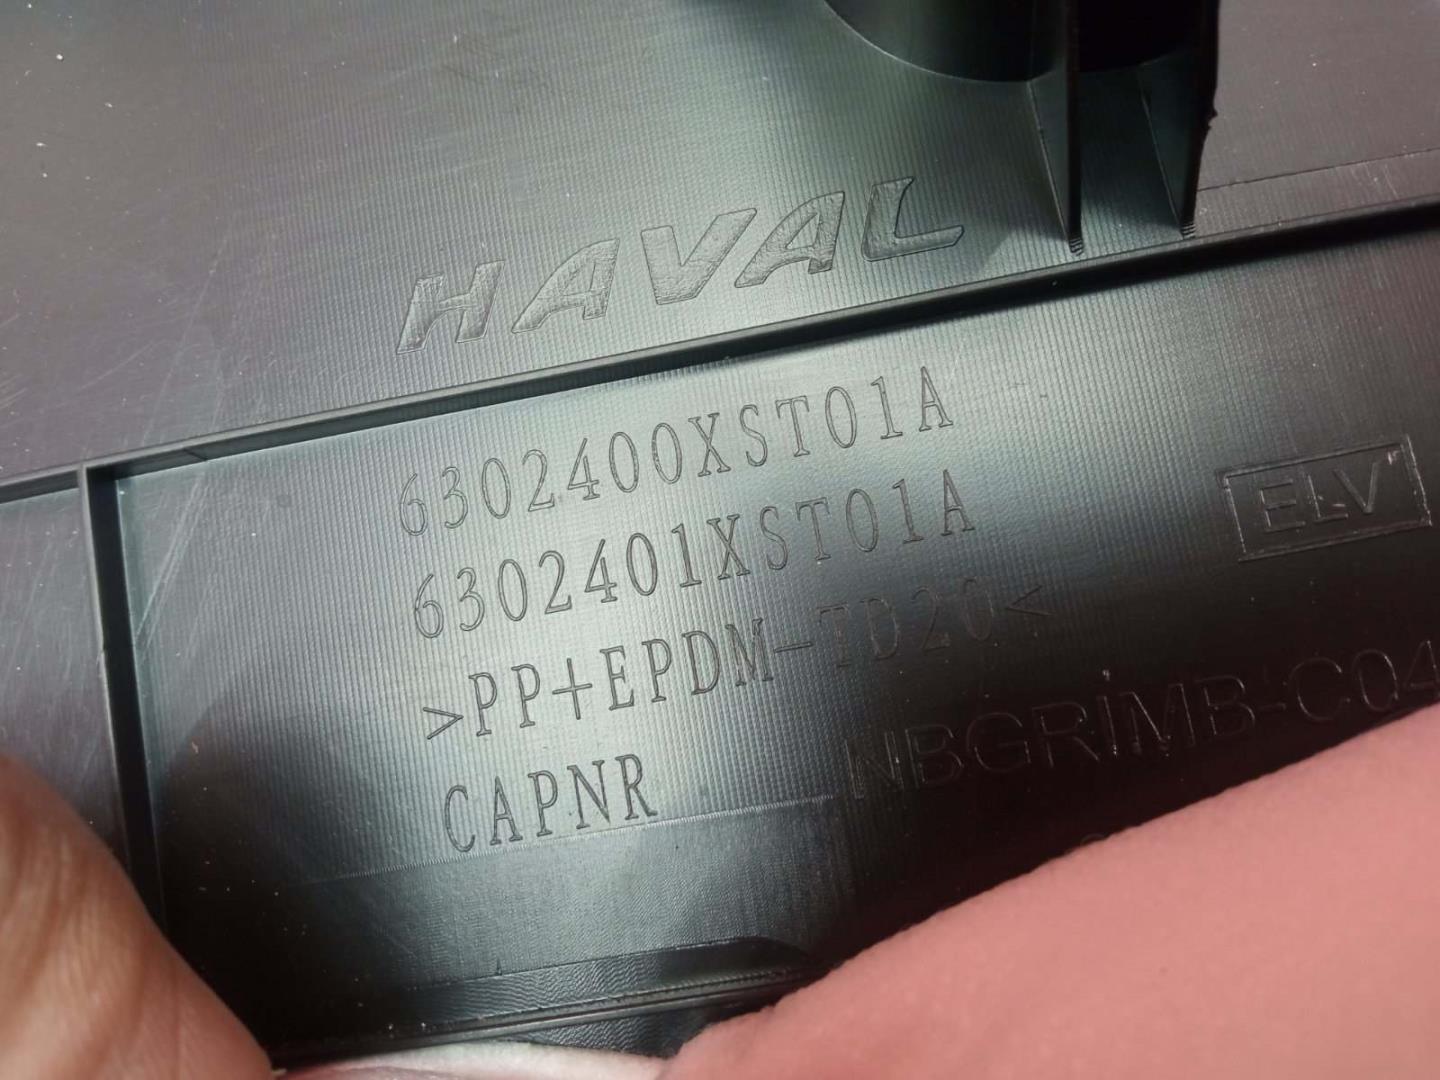 HAVAL
6302400XST01A
6302401XST01A
ELV
>PP+EPDM-TD20<
NBGRIMB-C04
CAPNR